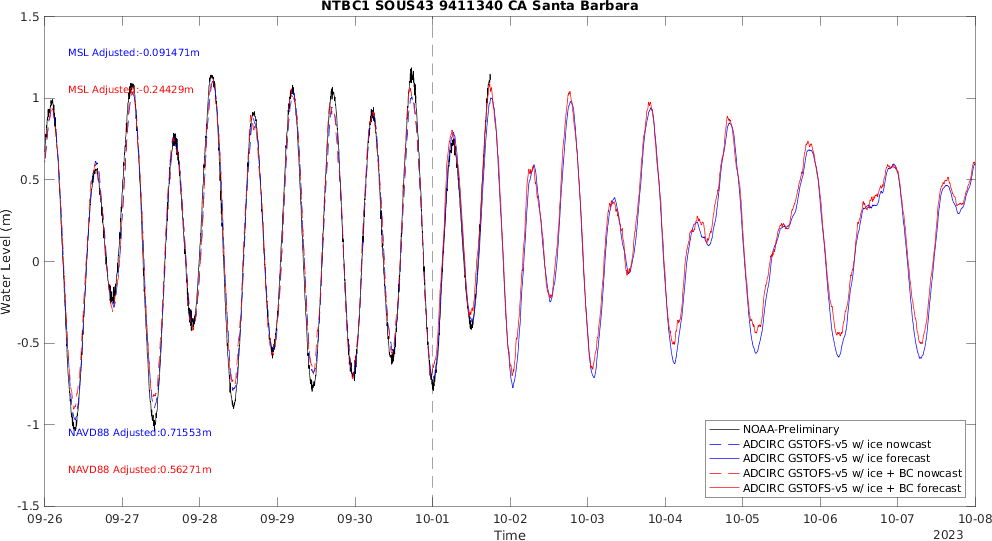 NTBC1 SOUS43 9411340 CA Santa Barbara
1.5
1
0.5
0
-0.5
-1
-1.5
Water Level (m)
MSL Adjusted:-0.091471m
MSL Adjusted:-0.24429m
NAVD88 Adjusted:0.71553m
NAVD88 Adjusted:0.56271m
NOAA-Preliminary
ADCIRC GSTOFS-v5 w/ ice nowcast
ADCIRC GSTOFS-v5 w/ ice forecast
ADCIRC GSTOFS-v5 w/ ice + BC nowcast
ADCIRC GSTOFS-v5 w/ ice + BC forecast
09-26 09-27 09-28 09-29 09-30 10-01 10-02 10-03 10-04 10-05 10-06 10-07 10-08
Time
2023